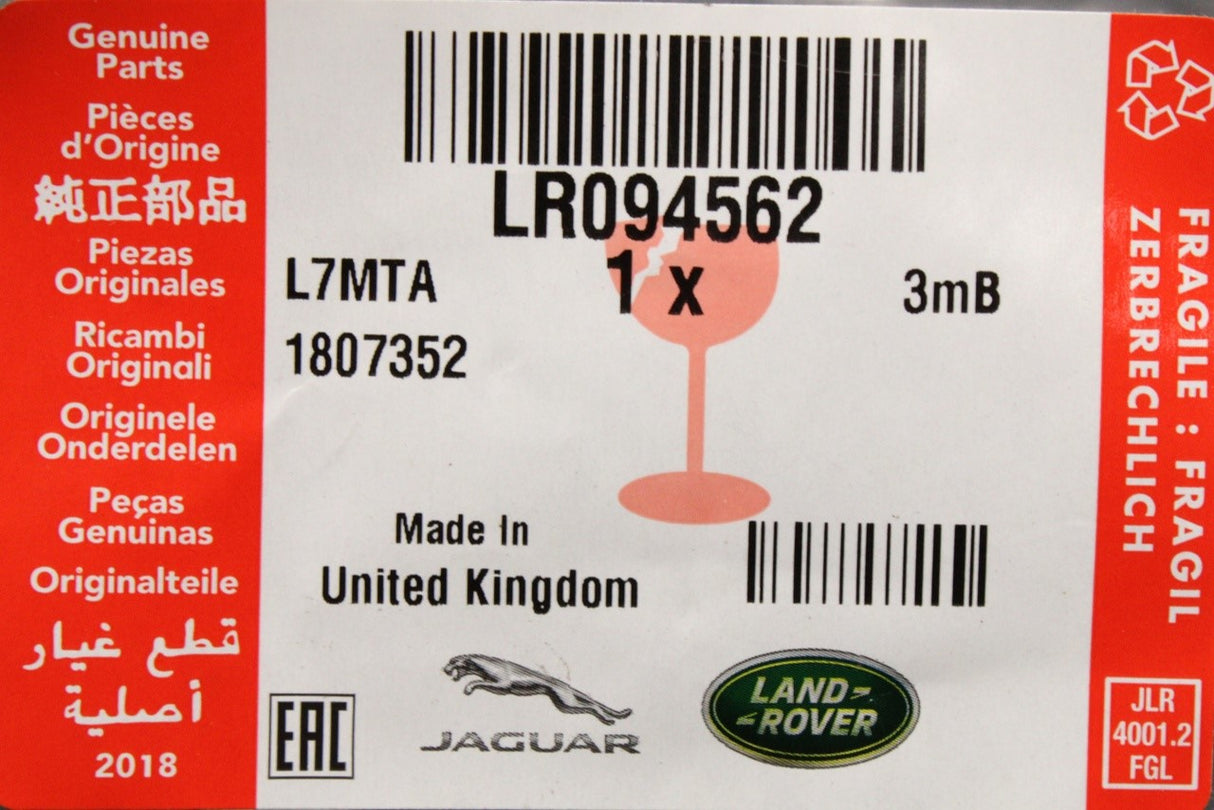 Genuine
Parts
Pièces
d'Origine
純正部品
Piezas
Originales
Ricambi
Originali
Originele
Onderdelen
Peças
Genuinas
Originalteile
قطع غيار
أصلية
2018
LR094562
1 x
L7MTA
3mB
1807352
Made In
United Kingdom
EAC
JAGUAR
LAND
ROVER
FRAGILE : FRAGIL
ZERBRECHLICH
JLR
4001.2
FGL